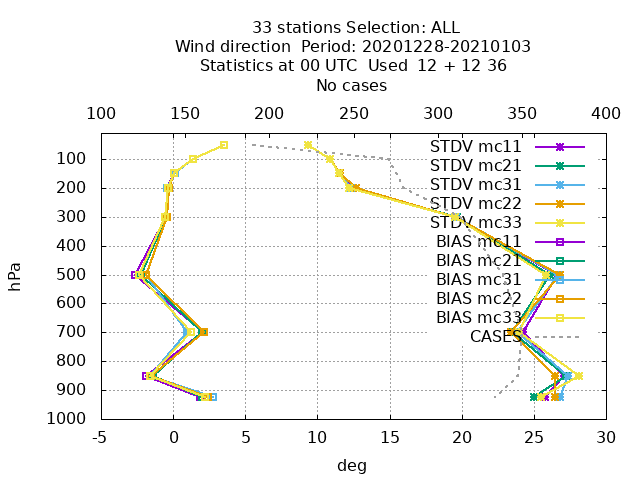 33 stations Selection: ALL
Wind direction  Period: 20201228-20210103
Statistics at 00 UTC  Used  12 + 12 36
No cases
100 150 200 250 300 350 400
STDV mc11
100
STDV mc21
STDV mc31
200
STDV mc22
300
STDV mc33
BIAS mc11
400
BIAS mc21
500
BIAS mc31
hPa
BIAS mc22
600
BIAS mc33
700
CASES
800
900
1000
-5 0 5 10 15 20 25 30
deg